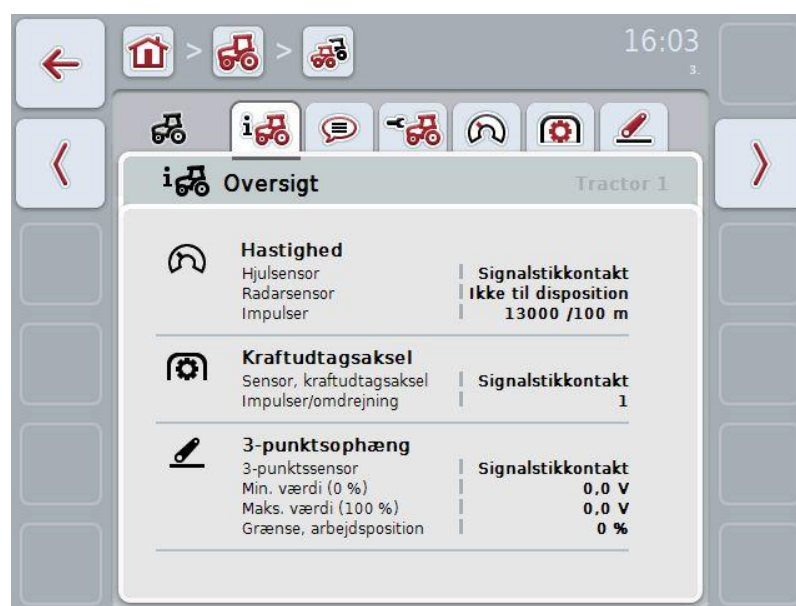 > >
16:03
3.
i
i Oversigt Tractor 1
Hastighed
Hjulsensor Signalstikkontakt
Radarsensor Ikke til disposition
Impulser 13000 /100 m
Kraftudtagsaksel
Sensor, kraftudtagsaksel Signalstikkontakt
Impulser/omdrejning 1
3-punktsophæng
3-punktssensor Signalstikkontakt
Min. værdi (0 %) 0,0 V
Maks. værdi (100 %) 0,0 V
Grænse, arbejdsposition 0 %